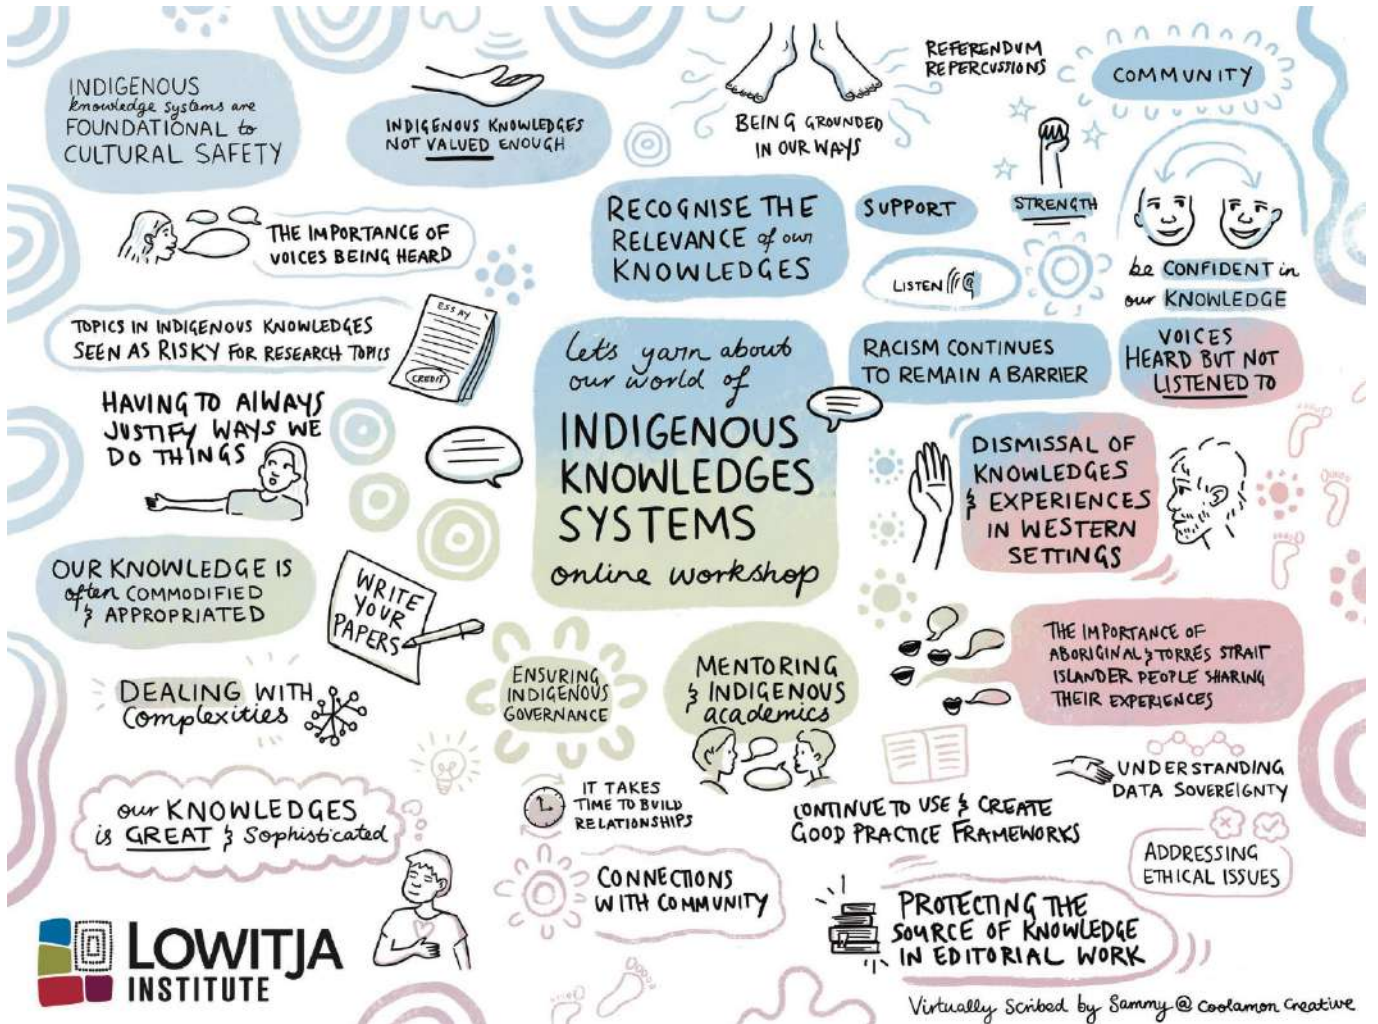 INDIGENOUS
knowledge systems are
FOUNDATIONAL to
CULTURAL SAFETY
INDIGENOUS KNOWLEDGES
NOT VALUED ENOUGH
BEING GROUNDED
IN OUR WAYS
REFERENDUM
REPERCUSSIONS
COMMUNITY
THE IMPORTANCE OF
VOICES BEING HEARD
RECOGNISE THE
RELEVANCE of our
KNOWLEDGES
SUPPORT
STRENGTH
LISTEN
be CONFIDENT in
our KNOWLEDGE
TOPICS IN INDIGENOUS KNOWLEDGES
SEEN AS RISKY FOR RESEARCH TOPICS
ESSAY
CREDIT
Let's yarn about
our world of
INDIGENOUS
KNOWLEDGES
SYSTEMS
online workshop
RACISM CONTINUES
TO REMAIN A BARRIER
VOICES
HEARD BUT NOT
LISTENED TO
HAVING TO AlWAYS
JUSTIFY WAYS WE
DO THINGS
DISMISSAL OF
KNOWLEDGES
& EXPERIENCES
IN WESTERN
SETTINGS
OUR KNOWLEDGE IS
often COMMODIFIED
& APPROPRIATED
WRITE
YOUR
PAPERS
THE IMPORTANCE OF
ABORIGINAL & TORRES STRAIT
ISLANDER PEOPLE SHARING
THEIR EXPERIENCES
DEALING WITH
Complexities
ENSURING
INDIGENOUS
GOVERNANCE
MENTORING
& INDIGENOUS
academics
UNDERSTANDING
DATA SOVEREIGNTY
our KNOWLEDGES
is GREAT & Sophisticated
IT TAKES
TIME TO BUILD
RELATIONSHIPS
CONTINUE TO USE & CREATE
GOOD PRACTICE FRAMEWORKS
ADDRESSING
ETHICAL ISSUES
CONNECTIONS
WITH COMMUNITY
PROTECTING THE
SOURCE OF KNOWLEDGE
IN EDITORIAL WORK
LOWITJA
INSTITUTE
Virtually Scribed by Sammy @ Coolamon Creative